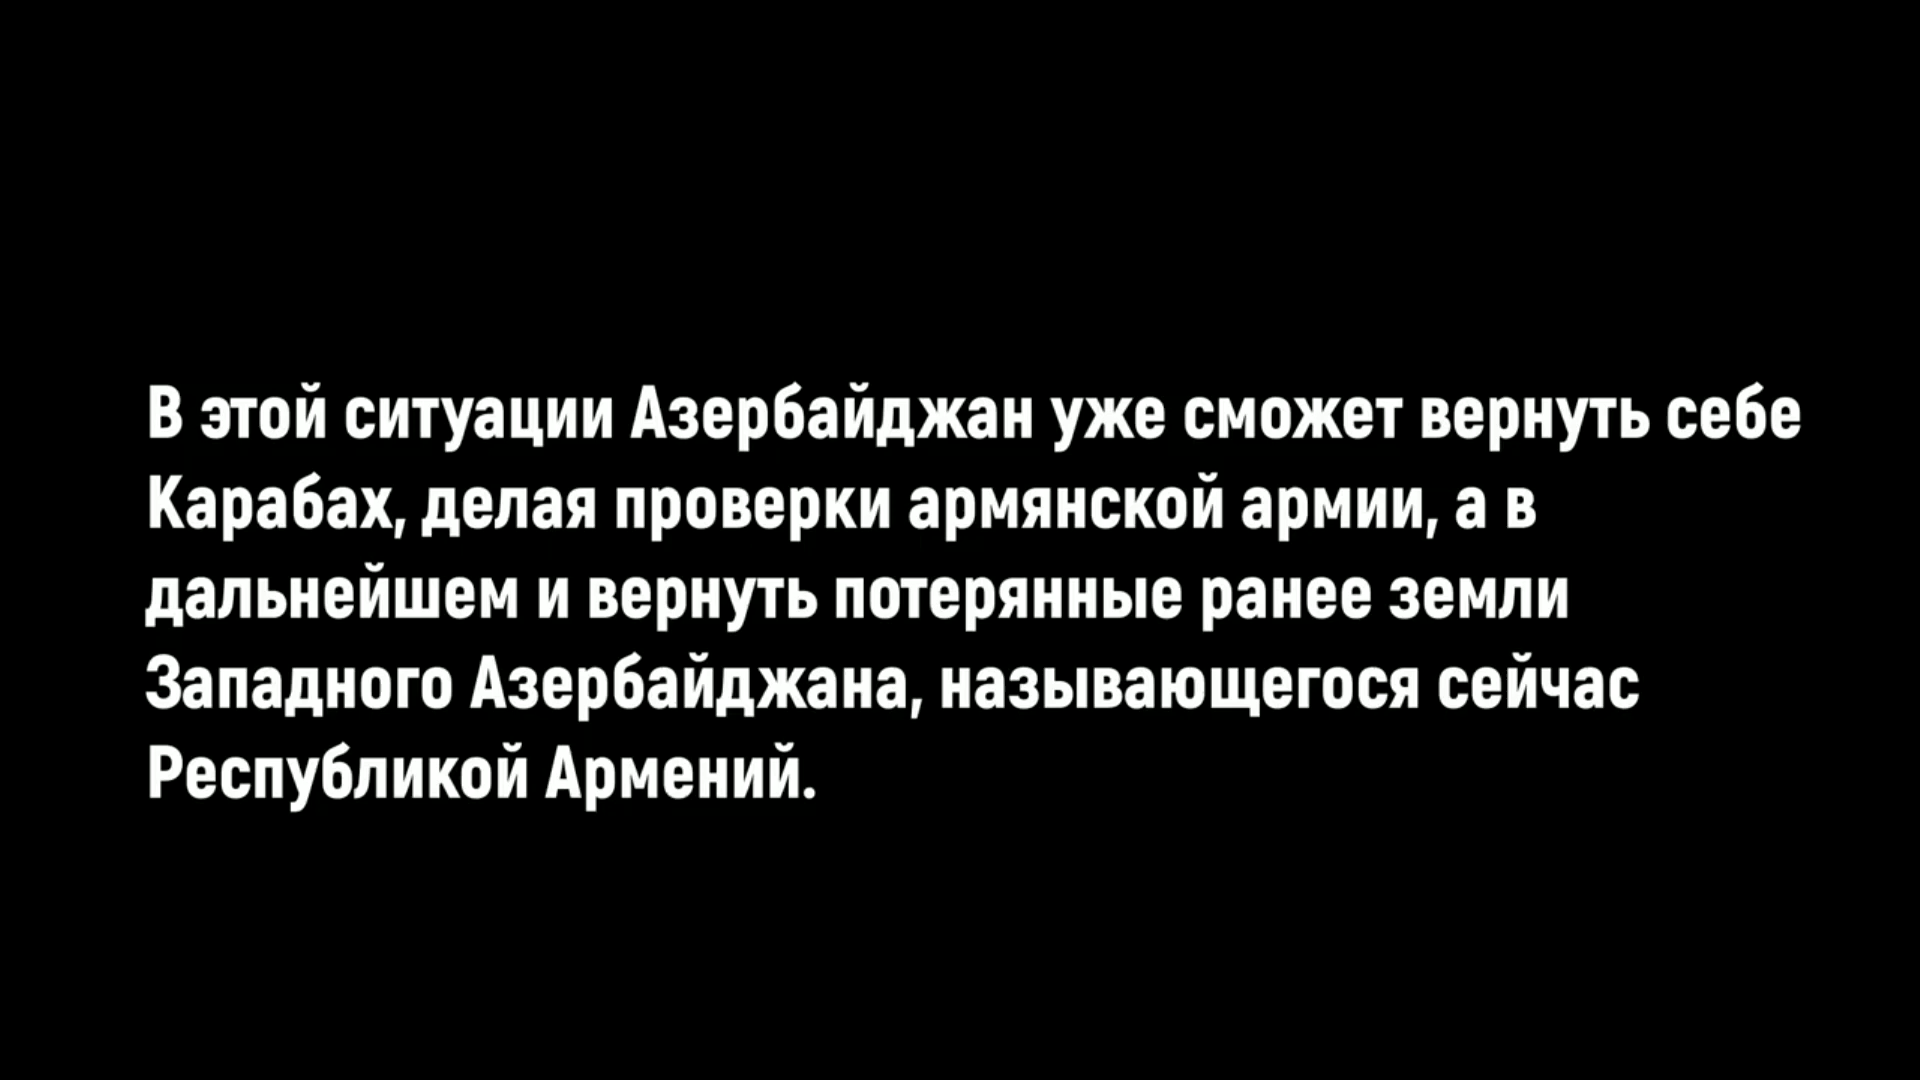 В этой ситуации Азербайджан уже сможет вернуть себе
Карабах, делая проверки армянской армии, а в
дальнейшем и вернуть потерянные ранее земли
Западного Азербайджана, называющегося сейчас
Республикой Армений.